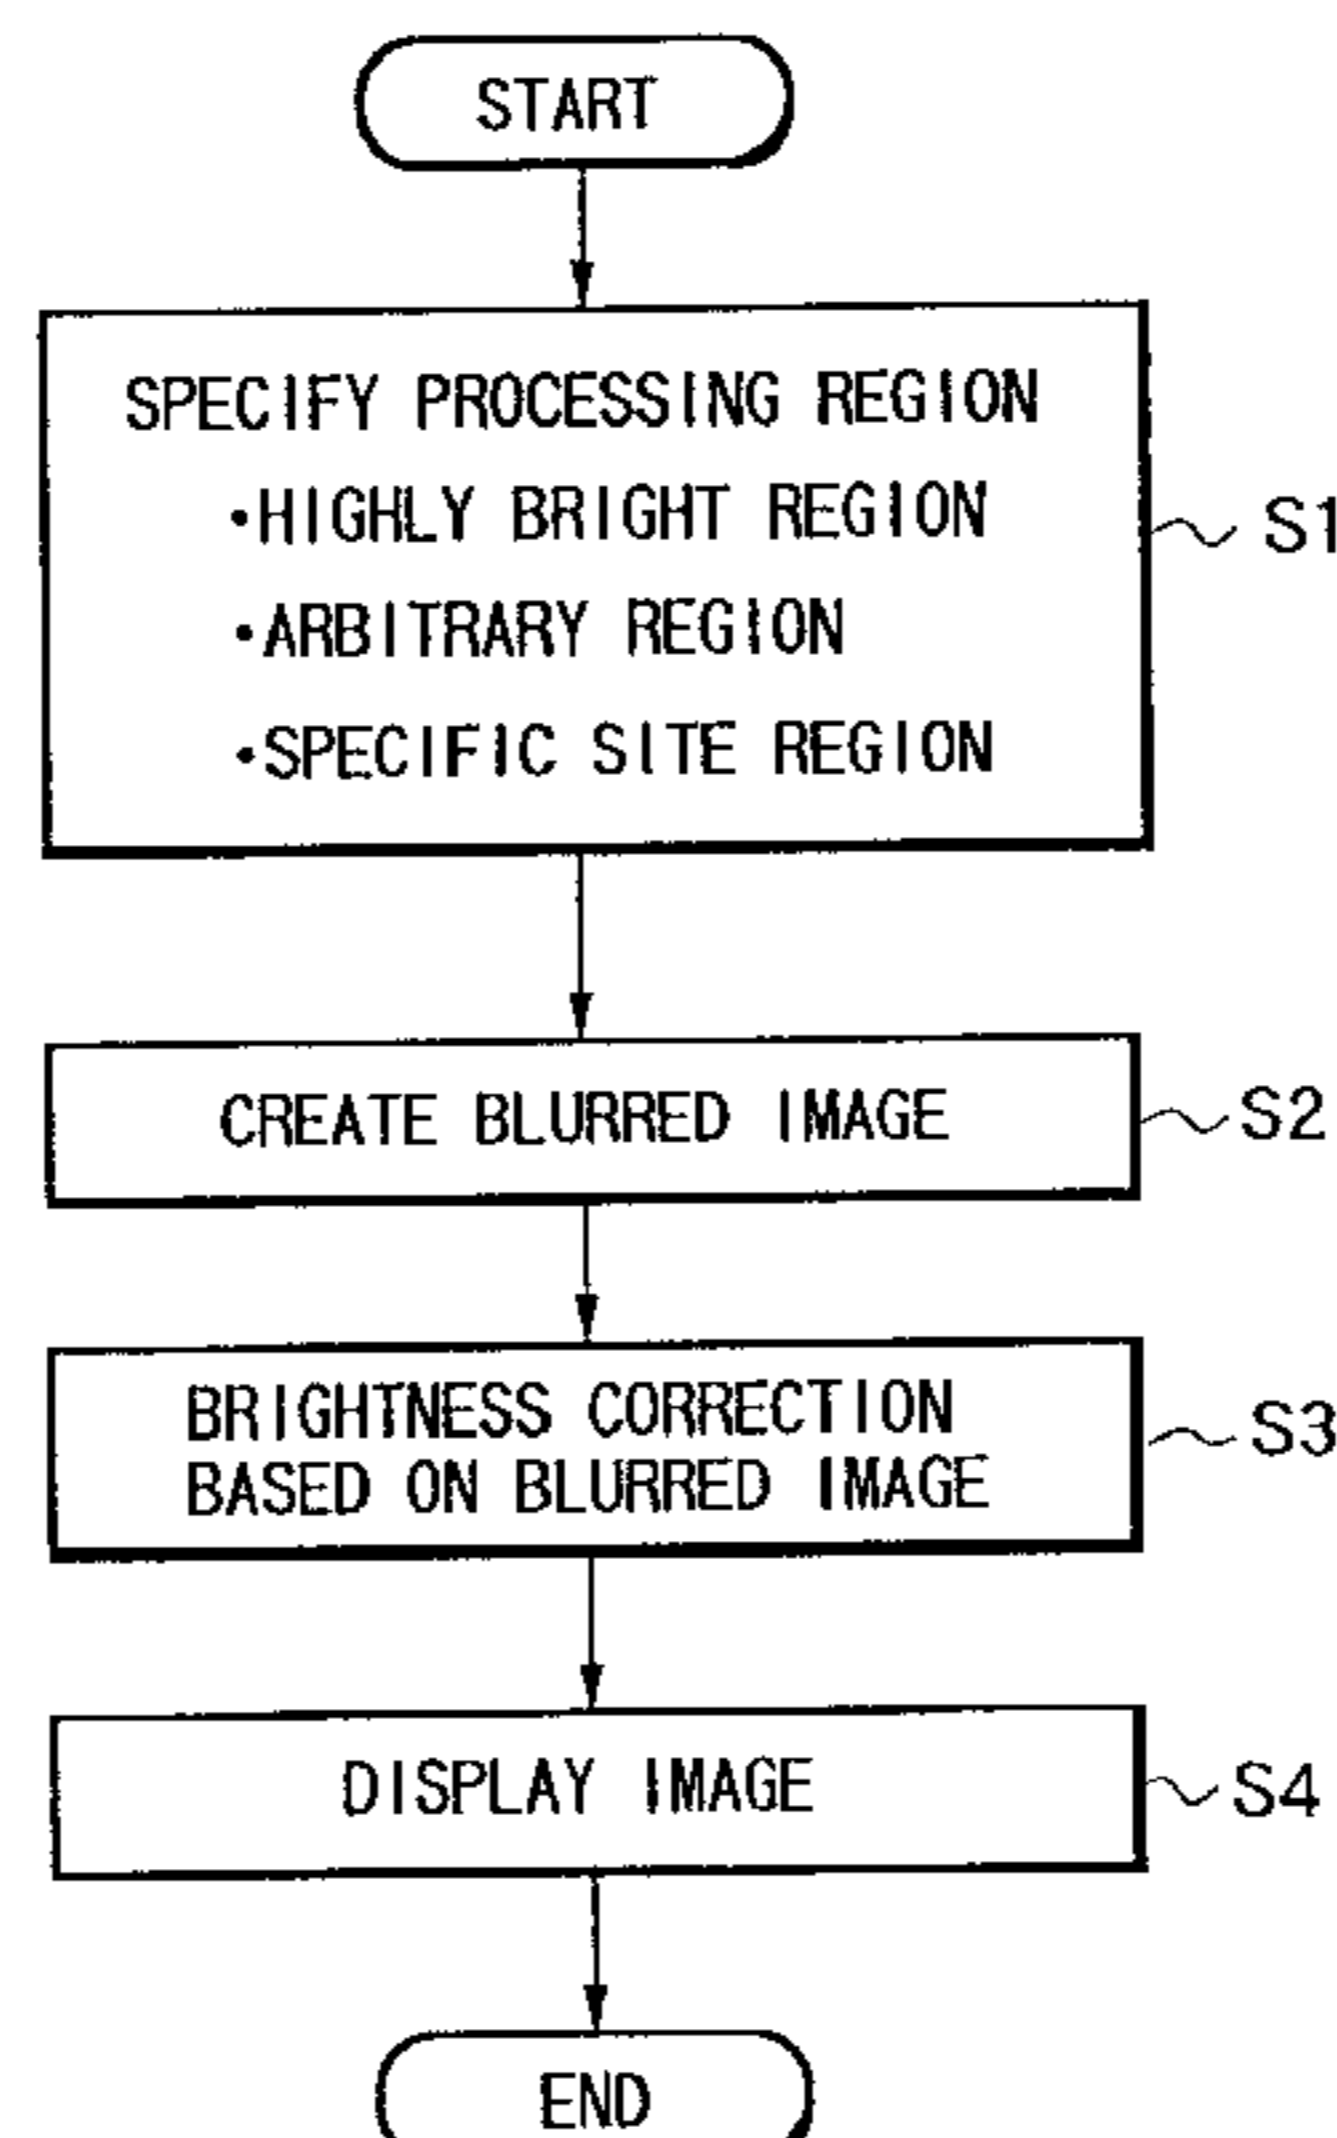 START
SPECIFY PROCESSING REGION
・HIGHLY BRIGHT REGION
・ARBITRARY REGION
・SPECIFIC SITE REGION
S1
CREATE BLURRED IMAGE
S2
BRIGHTNESS CORRECTION
BASED ON BLURRED IMAGE
S3
DISPLAY IMAGE
S4
END